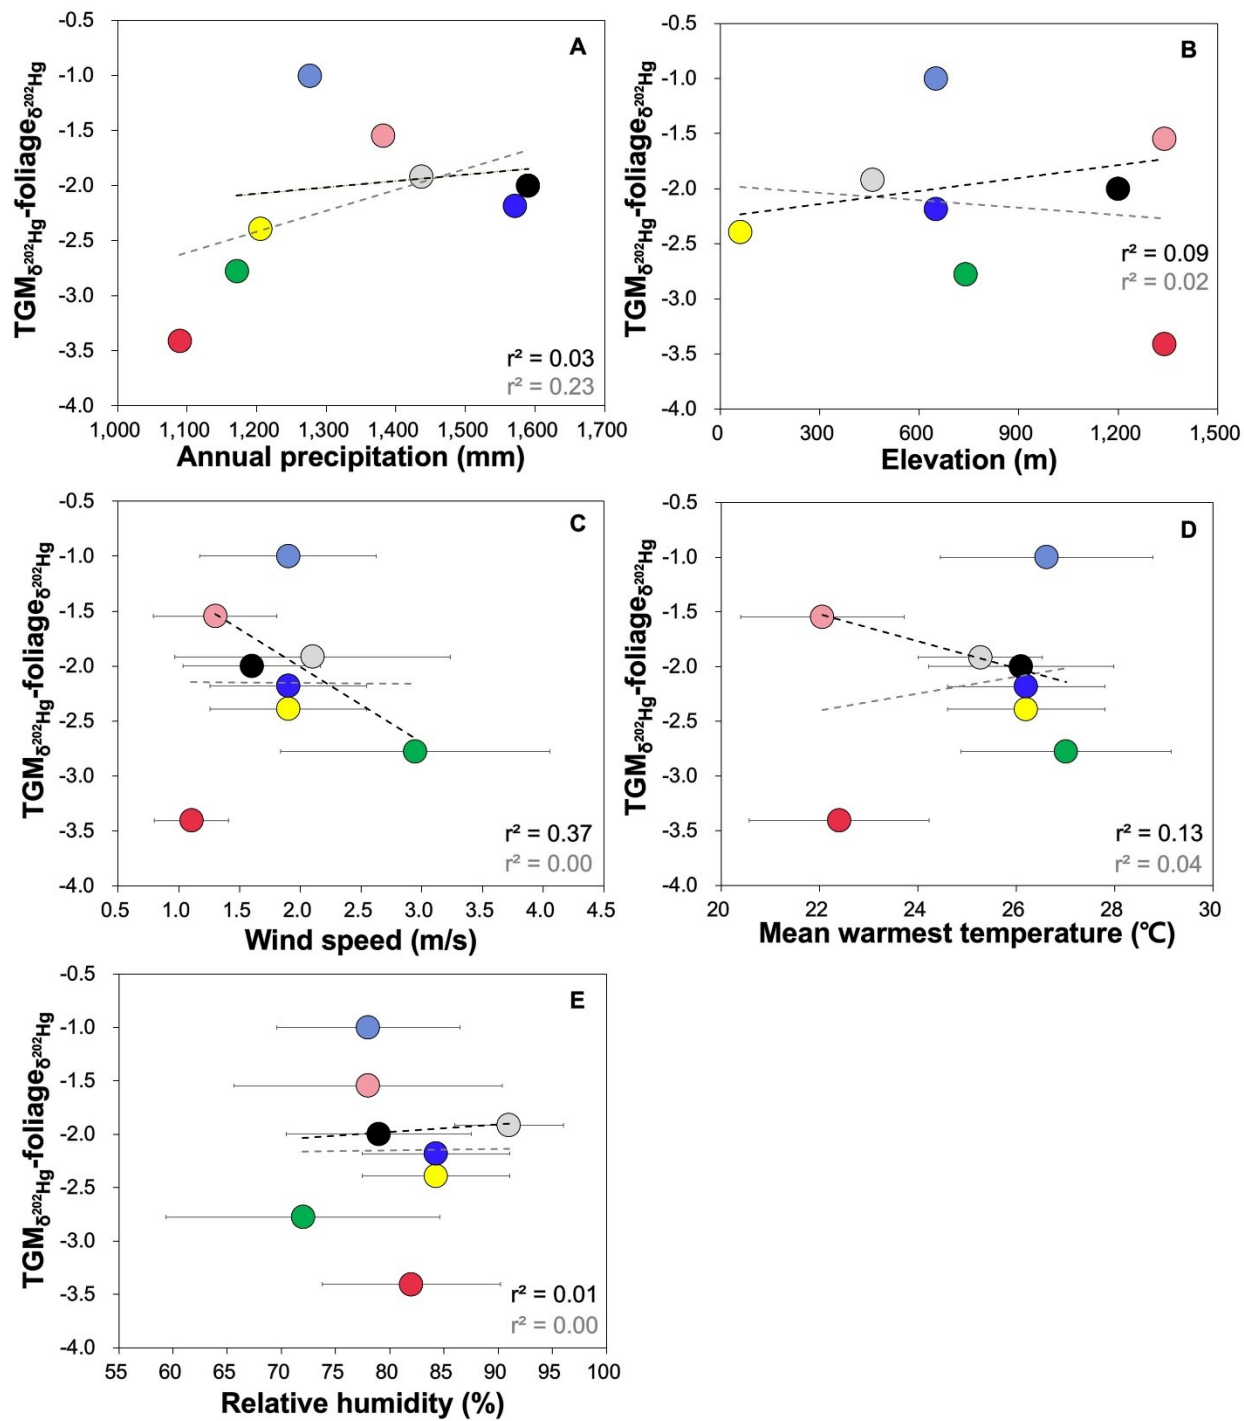 A
-0.5
-1.0
-1.5
-2.0
-2.5
-3.0
-3.5
-4.0
TGMδ²⁰²Hg-foliageδ²⁰²Hg
r² = 0.03
r² = 0.23
1,000 1,100 1,200 1,300 1,400 1,500 1,600 1,700
Annual precipitation (mm)
B
-0.5
-1.0
-1.5
-2.0
-2.5
-3.0
-3.5
-4.0
TGMδ²⁰²Hg-foliageδ²⁰²Hg
r² = 0.09
r² = 0.02
0 300 600 900 1,200 1,500
Elevation (m)
C
-0.5
-1.0
-1.5
-2.0
-2.5
-3.0
-3.5
-4.0
TGMδ²⁰²Hg-foliageδ²⁰²Hg
r² = 0.37
r² = 0.00
0.5 1.0 1.5 2.0 2.5 3.0 3.5 4.0 4.5
Wind speed (m/s)
D
-0.5
-1.0
-1.5
-2.0
-2.5
-3.0
-3.5
-4.0
TGMδ²⁰²Hg-foliageδ²⁰²Hg
r² = 0.13
r² = 0.04
20 22 24 26 28 30
Mean warmest temperature (℃)
E
-0.5
-1.0
-1.5
-2.0
-2.5
-3.0
-3.5
-4.0
TGMδ²⁰²Hg-foliageδ²⁰²Hg
r² = 0.01
r² = 0.00
55 60 65 70 75 80 85 90 95 100
Relative humidity (%)